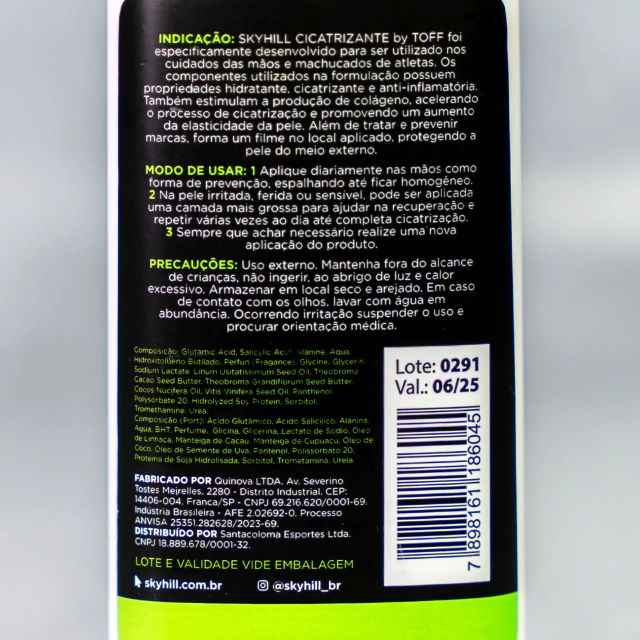 INDICAÇÃO: SKYHILL CICATRIZANTE by TOFF foi
especificamente desenvolvido para ser utilizado nos
cuidados das mãos e machucados de atletas. Os
componentes utilizados na formulação possuem
propriedades hidratante, cicatrizante e anti-inflamatória.
Também estimulam a produção de colágeno, acelerando
o processo de cicatrização e promovendo um aumento
da elasticidade da pele. Além de tratar e prevenir
marcas, forma um filme no local aplicado, protegendo a
pele do meio externo.
MODO DE USAR: 1 Aplique diariamente nas mãos como
forma de prevenção, espalhando até ficar homogêneo.
2 Na pele irritada, ferida ou sensível, pode ser aplicada
uma camada mais grossa para ajudar na recuperação e
repetir várias vezes ao dia até completa cicatrização.
3 Sempre que achar necessário realize uma nova
aplicação do produto.
PRECAUÇÕES: Uso externo. Mantenha fora do alcance
de crianças, não ingerir, ao abrigo de luz e calor
excessivo. Armazenar em local seco e arejado. Em caso
de contato com os olhos, lavar com água em
abundância. Ocorrendo irritação suspender o uso e
procurar orientação médica.
Composição: Glutamic Acid, Salicylic Alanine, Aqua,
Hidroxitollueno Butilado, Perfun (Fragance), Glycine, Glycerin,
Sodium Lactate, Linum Usitatissimum Seed Oil, Theobroma
Cacao Seed Butter, Theobroma Grandiflorum Seed Butter,
Cocos Nucifera Oil, Vitis Vinifera Seed Oil, Panthenol,
Polysorbate 20, Hidrolyzed Soy Protein, Sorbitol,
Tromethamine, Urea.
Composição (Port): Ácido Glutâmico, Ácido Salicílico, Alanina,
Água, BHT, Perfume, Glicina, Glicerina, Lactato de Sodio, Óleo
de Linhaça, Manteiga de Cacau, Manteiga de Cupuaçu, Óleo de
Coco, Óleo de Semente de Uva, Pantenol, Polissorbato 20,
Proteína de Soja Hidrolisada, Sorbitol, Trometamina, Ureia.
FABRICADO POR Quinova LTDA, Av. Severino
Tostes Meirelles, 2280 - Distrito Industrial. CEP:
14406-004, Franca/SP - CNPJ 69.216.620/0001-69.
Indústria Brasileira - AFE 2.02692-0. Processo
ANVISA 25351.282628/2023-69.
DISTRIBUÍDO POR Santacoloma Esportes Ltda.
CNPJ 18.889.678/0001-32.
LOTE E VALIDADE VIDE EMBALAGEM
skyhill.com.br @skyhill_br
Lote: 0291
Val.: 06/25
7 898161 186045